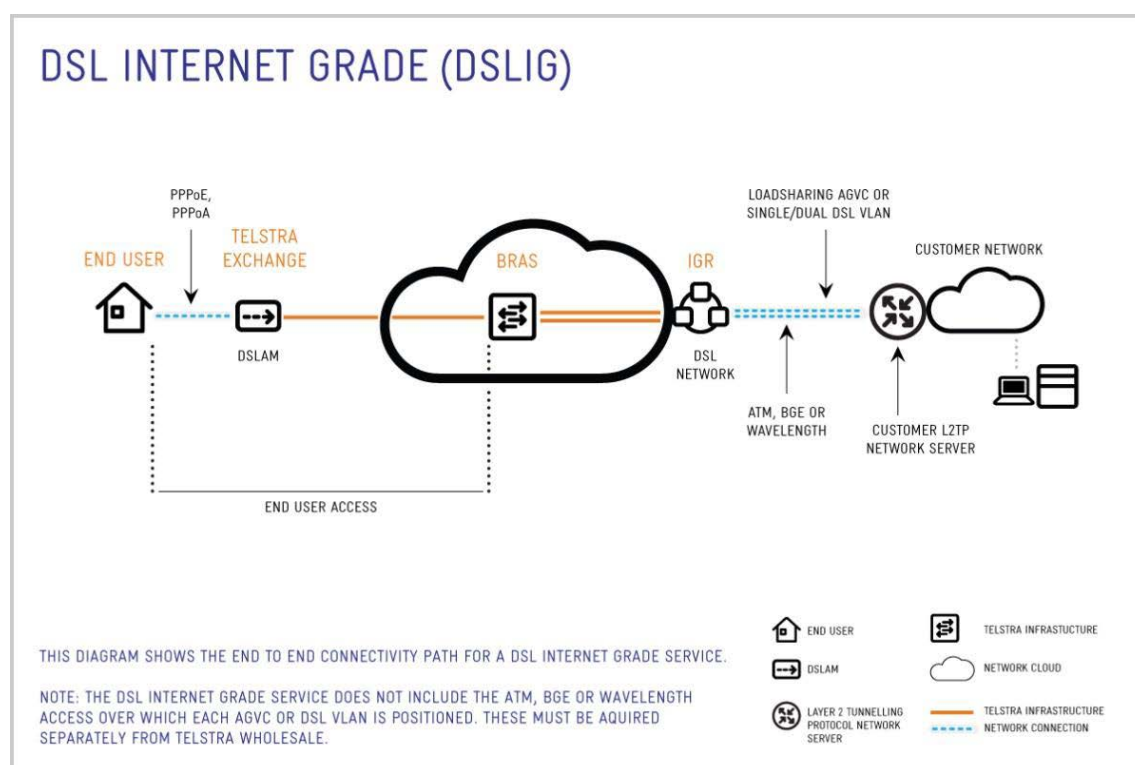 DSL INTERNET GRADE (DSLIG)
PPPoE,
PPPoA
LOADSHARING AGVC OR
SINGLE/DUAL DSL VLAN
END USER
TELSTRA
EXCHANGE
BRAS
IGR
CUSTOMER NETWORK
DSLAM
DSL
NETWORK
ATM, BGE OR
WAVELENGTH
CUSTOMER L2TP
NETWORK SERVER
END USER ACCESS
THIS DIAGRAM SHOWS THE END TO END CONNECTIVITY PATH FOR A DSL INTERNET GRADE SERVICE.
NOTE: THE DSL INTERNET GRADE SERVICE DOES NOT INCLUDE THE ATM, BGE OR WAVELENGTH
ACCESS OVER WHICH EACH AGVC OR DSL VLAN IS POSITIONED. THESE MUST BE AQUIRED
SEPARATELY FROM TELSTRA WHOLESALE.
END USER
TELSTRA INFRASTUCTURE
DSLAM
NETWORK CLOUD
LAYER 2 TUNNELLING
PROTOCOL NETWORK
SERVER
TELSTRA INFRASTRUCTURE
NETWORK CONNECTION